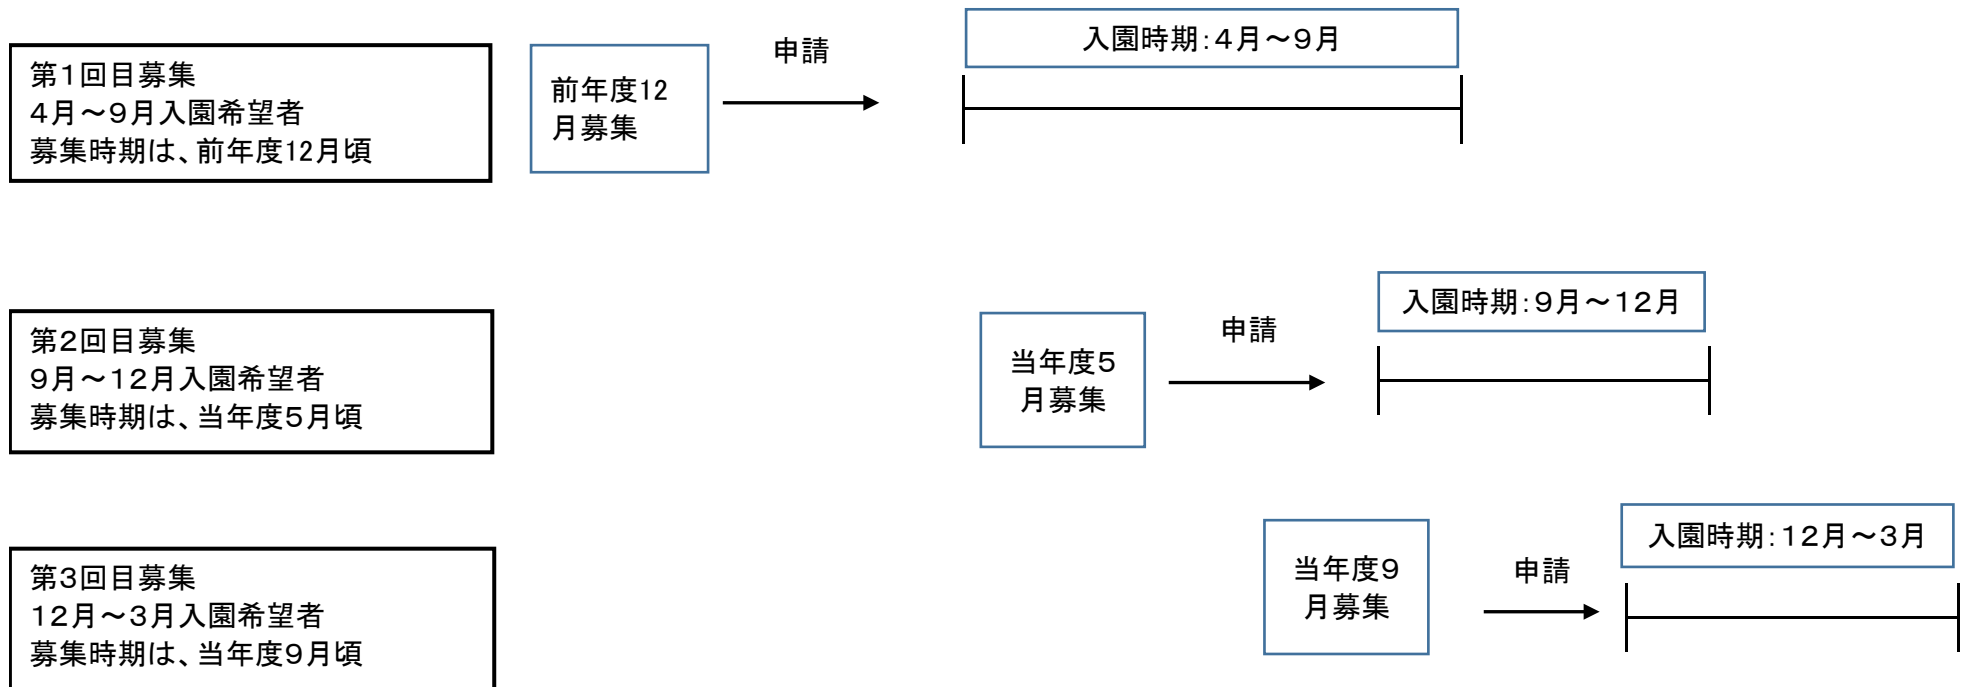 第1回目募集
4月～9月入園希望者
募集時期は、前年度12月頃
前年度12
月募集
申請
入園時期:4月～9月
第2回目募集
9月～12月入園希望者
募集時期は、当年度5月頃
当年度5
月募集
申請
入園時期:9月～12月
第3回目募集
12月～3月入園希望者
募集時期は、当年度9月頃
当年度9
月募集
申請
入園時期:12月～3月